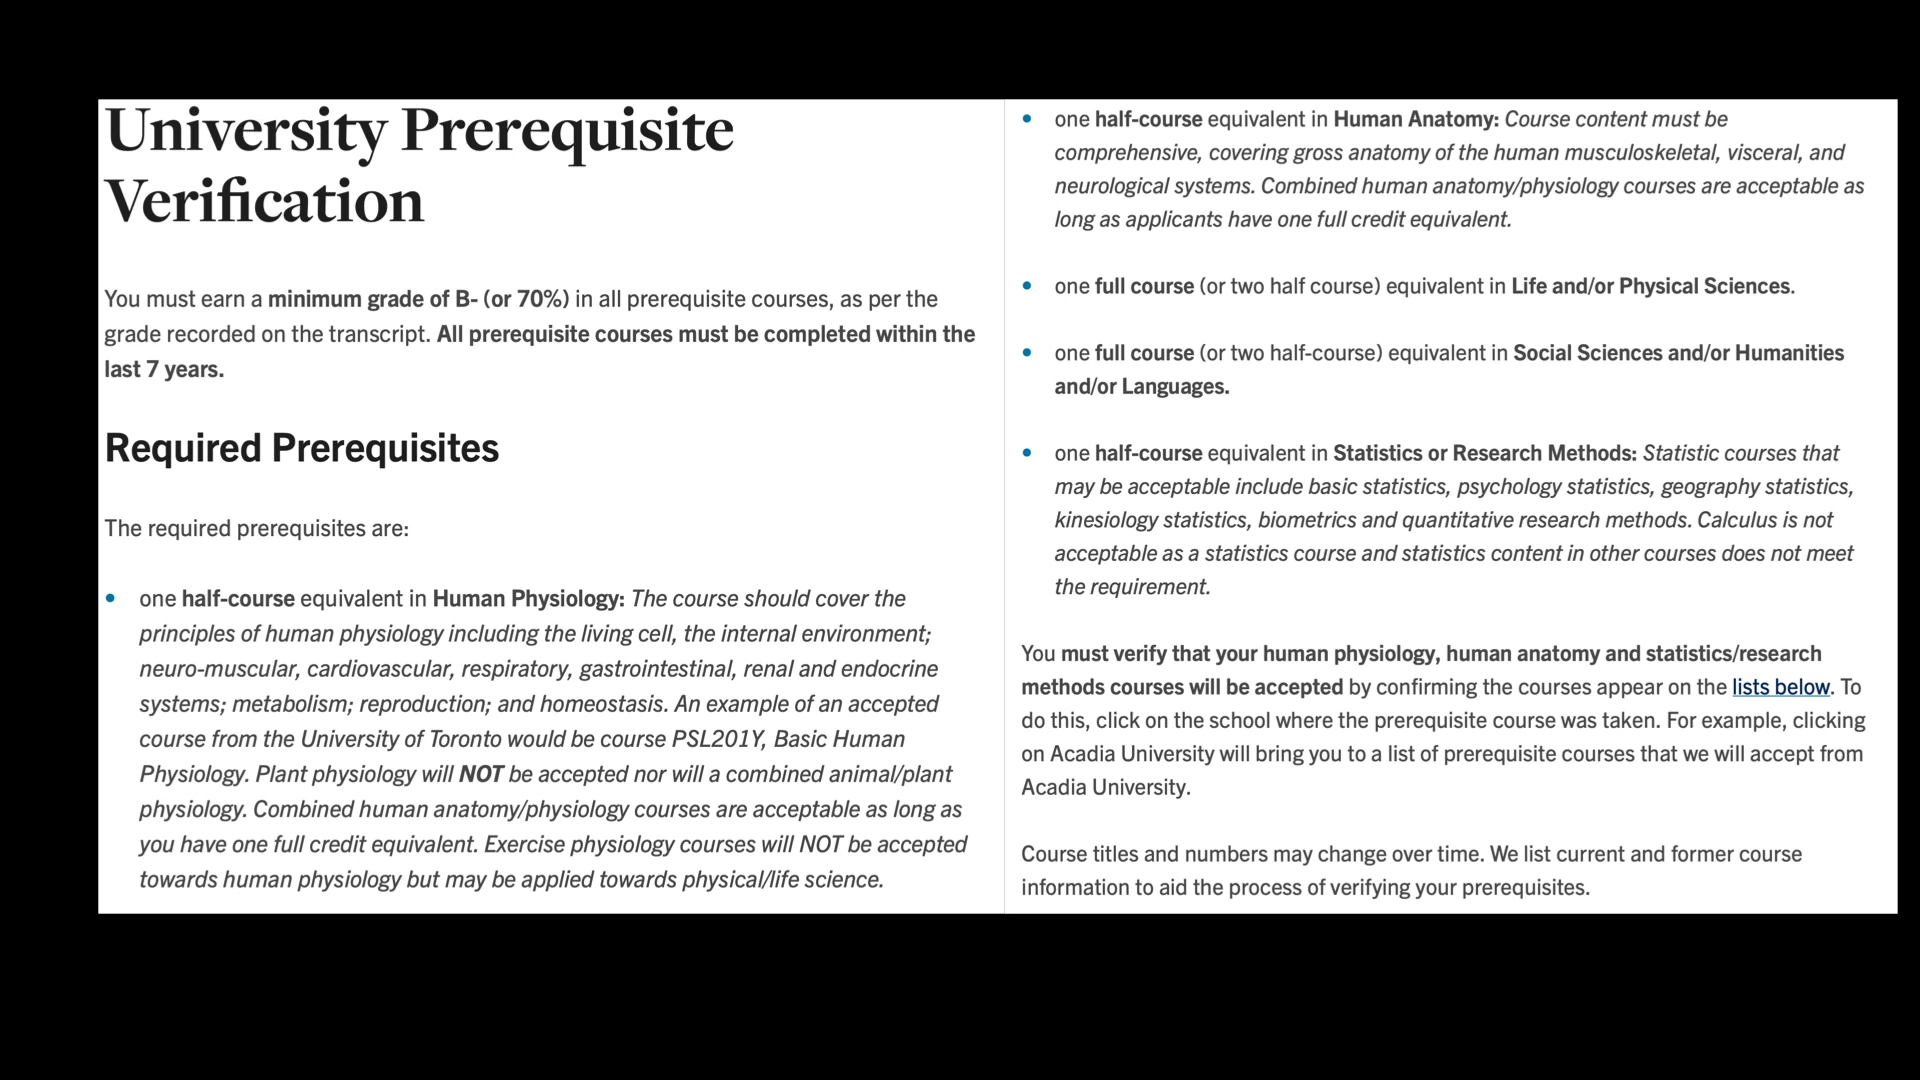 University Prerequisite
Verification
You must earn a minimum grade of B- (or 70%) in all prerequisite courses, as per the
grade recorded on the transcript. All prerequisite courses must be completed within the
last 7 years.
Required Prerequisites
The required prerequisites are:
• one half-course equivalent in Human Physiology: The course should cover the
principles of human physiology including the living cell, the internal environment;
neuro-muscular, cardiovascular, respiratory, gastrointestinal, renal and endocrine
systems; metabolism; reproduction; and homeostasis. An example of an accepted
course from the University of Toronto would be course PSL201Y, Basic Human
Physiology. Plant physiology will NOT be accepted nor will a combined animal/plant
physiology. Combined human anatomy/physiology courses are acceptable as long as
you have one full credit equivalent. Exercise physiology courses will NOT be accepted
towards human physiology but may be applied towards physical/life science.
• one half-course equivalent in Human Anatomy: Course content must be
comprehensive, covering gross anatomy of the human musculoskeletal, visceral, and
neurological systems. Combined human anatomy/physiology courses are acceptable as
long as applicants have one full credit equivalent.
• one full course (or two half course) equivalent in Life and/or Physical Sciences.
• one full course (or two half-course) equivalent in Social Sciences and/or Humanities
and/or Languages.
• one half-course equivalent in Statistics or Research Methods: Statistic courses that
may be acceptable include basic statistics, psychology statistics, geography statistics,
kinesiology statistics, biometrics and quantitative research methods. Calculus is not
acceptable as a statistics course and statistics content in other courses does not meet
the requirement.
You must verify that your human physiology, human anatomy and statistics/research
methods courses will be accepted by confirming the courses appear on the lists below. To
do this, click on the school where the prerequisite course was taken. For example, clicking
on Acadia University will bring you to a list of prerequisite courses that we will accept from
Acadia University.
Course titles and numbers may change over time. We list current and former course
information to aid the process of verifying your prerequisites.